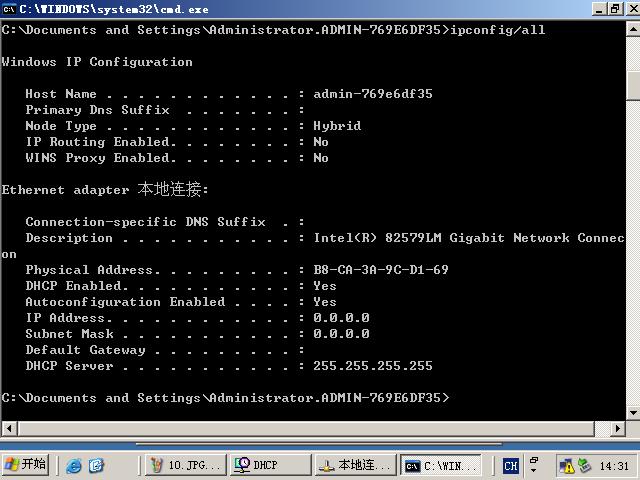 C:\WINDOWS\system32\cmd.exe
C:\Documents and Settings\Administrator.ADMIN-769E6DF35>ipconfig/all
Windows IP Configuration
Host Name . . . . . . . . . . . . : admin-769e6df35
Primary Dns Suffix  . . . . . . . :
Node Type . . . . . . . . . . . . : Hybrid
IP Routing Enabled. . . . . . . . : No
WINS Proxy Enabled. . . . . . . . : No
Ethernet adapter 本地连接:
Connection-specific DNS Suffix  . :
Description . . . . . . . . . . . : Intel(R) 82579LM Gigabit Network Connec
on
Physical Address. . . . . . . . . : B8-CA-3A-9C-D1-69
DHCP Enabled. . . . . . . . . . . : Yes
Autoconfiguration Enabled . . . . : Yes
IP Address. . . . . . . . . . . . : 0.0.0.0
Subnet Mask . . . . . . . . . . . : 0.0.0.0
Default Gateway . . . . . . . . . :
DHCP Server . . . . . . . . . . . : 255.255.255.255
C:\Documents and Settings\Administrator.ADMIN-769E6DF35>
开始 10.JPG... DHCP 本地连... C:\WIN... CH 14:31